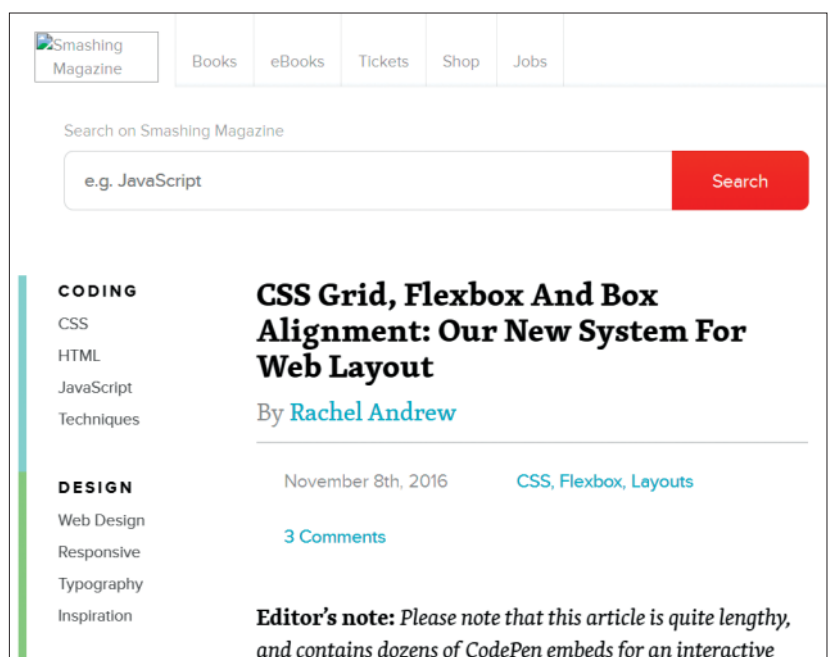 Smashing
Magazine
Books eBooks Tickets Shop Jobs
Search on Smashing Magazine
e.g. JavaScript Search
CODING
CSS
HTML
JavaScript
Techniques
DESIGN
Web Design
Responsive
Typography
Inspiration
CSS Grid, Flexbox And Box
Alignment: Our New System For
Web Layout
By Rachel Andrew
November 8th, 2016 CSS, Flexbox, Layouts
3 Comments
Editor’s note: Please note that this article is quite lengthy,
and contains dozens of CodePen embeds for an interactive